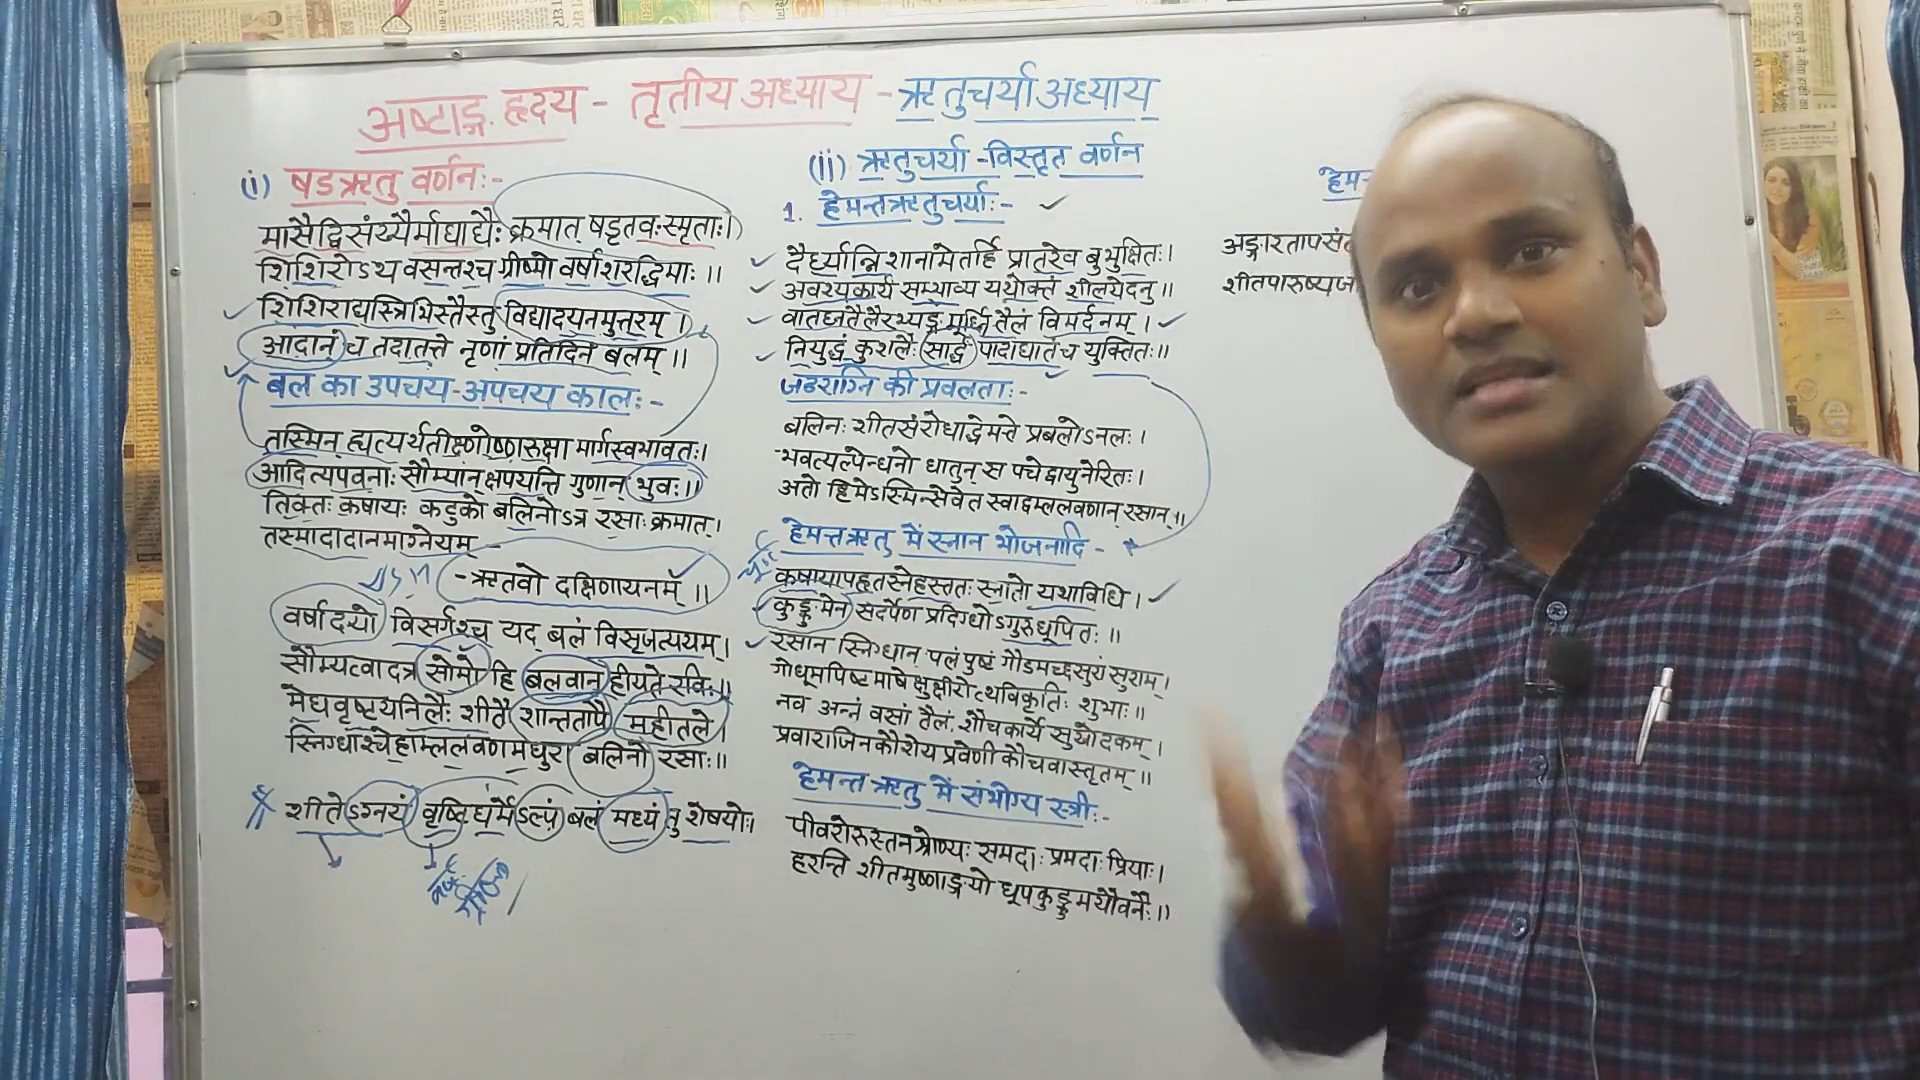 अष्टाङ्ग हृदय - तृतीय अध्याय - ऋतुचर्या अध्याय
(i) षडऋतु वर्णनः-
मासैर्द्विसंख्यैर्माघाद्यैः क्रमात् षडृतवःस्मृताः।
शिशिरोऽथ वसन्तश्च ग्रीष्मो वर्षाशरद्धिमाः ।।
शिशिराद्यास्त्रिभिस्तैस्तु विद्यादयनमुत्तरम् ।
आदानं च तदातत्ते नृणां प्रतिदिनं बलम् ।।
बल का उपचय-अपचय कालः-
तस्मिन् ह्यत्यर्थतीक्ष्णोष्णरूक्षा मार्गस्वभावतः।
आदित्यपवनाः सौम्यान् क्षपयन्ति गुणान् भुवः।।
तिक्तः कषायः कटुको बलिनोऽत्र रसाः क्रमात्।
तस्मादादानमाग्नेयम्
- ऋतवो दक्षिणायनम् ।।
वर्षादयो विसर्गश्च यद् बलं विसृजत्ययम्।
सौम्यत्वादत्र सोमो हि बलवान् हीयते रविः।।
मेघवृष्ट्यनिलैः शीतै शान्ततापे महीतले।
स्निग्धाश्चेहाम्ललवणमधुरा बलिनो रसाः।।
शीतेऽग्न्यं वृष्टिघर्मेऽल्पं बलं मध्यं तु शेषयोः।
(ii) ऋतुचर्या - विस्तृत वर्णन
1. हेमन्तऋतुचर्याः-
दैर्घ्यान्निशानामेतर्हि प्रातरेव बुभुक्षितः।
अवश्यकार्य सम्भाव्य यथोक्तं शीलयेदनु ।।
वातघ्नतैलैरभ्यङ्ग मूर्ध्नि तैलं विमर्दनम् ।
नियुद्धं कुशलैः सार्द्धं पादाघातं च युक्तितः।।
जठराग्नि की प्रबलताः-
बलिनः शीतसंरोधाद्धेमन्ते प्रबलोऽनलः।
भवत्यल्पेन्धनो धातुन् स पचेद्वायुनेरितः।
अतो हिमेऽस्मिन्सेवेत स्वाद्वम्ललवणान् रसान्।।
हेमन्तऋतु में स्नान भोजनादि -
कषायापहृतस्नेहस्ततः स्नातो यथाविधि।
कुङ्कुमेन सदर्पेण प्रदिग्धोऽगुरुधूपितः ।।
रसान् स्निग्धान् पलं पुष्टं गौडमच्छसुरां सुराम्।
गोधूमपिष्टमाषेक्षुक्षीरोत्थविकृतिः शुभाः।।
नवं अन्नं वसां तैलं, शौचकार्ये सुखोदकम् ।
प्रवाराजिनकौशेय प्रवेणी कौचवास्तृतम् ।।
हेमन्त ऋतु में संभोग्य स्त्रीः-
पीवरोरूस्तनश्रोण्यः समदाः प्रमदाः प्रियाः।
हरन्ति शीतमुष्णाङ्गयो धूपकुङ्कुमयौवनैः।।
हेम
अङ्गारतापसं
शीतपारुष्यज